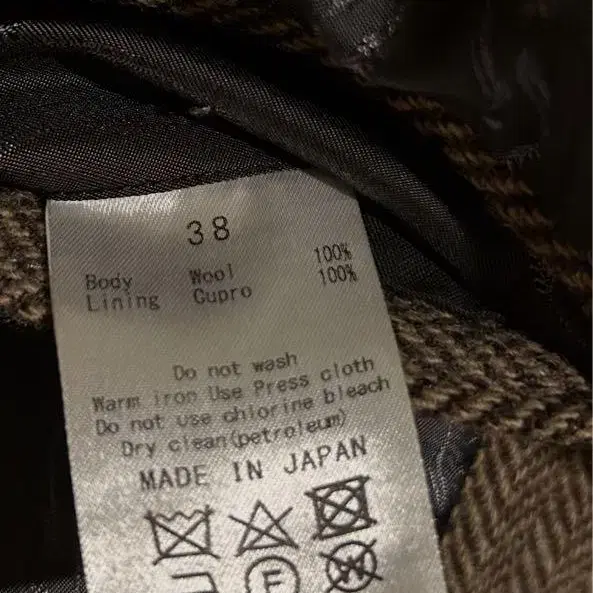 38
Body Wool 100%
Lining Cupro 100%
Do not wash
Warm iron Use Press cloth
Do not use chlorine bleach
Dry clean(petroleum)
MADE IN JAPAN
F
W